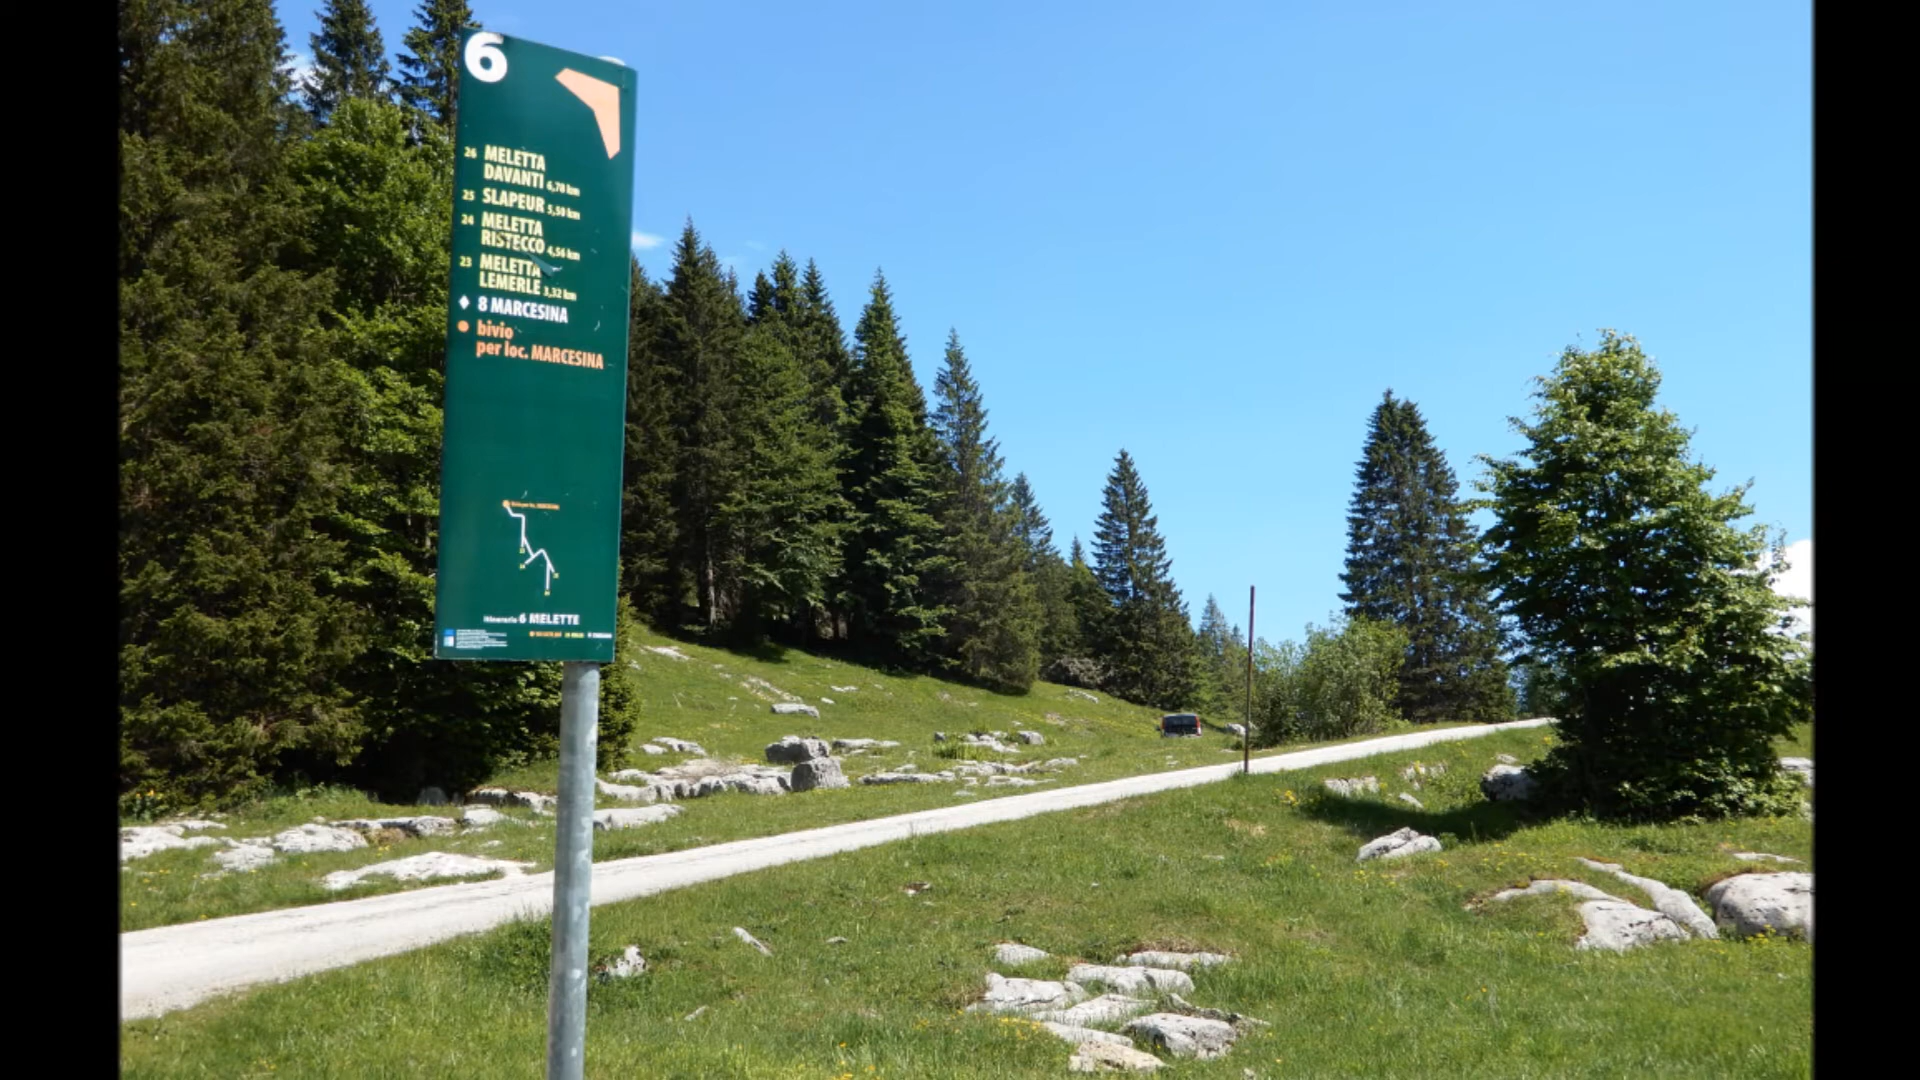 6
26 MELETTA
DAVANTI 6,78 km
25 SLAPEUR 5,50 km
24 MELETTA
RISTECCO 4,56 km
23 MELETTA
LEMERLE 3,32 km
8 MARCESINA
bivio
per loc. MARCESINA
Itinerario 6 MELETTE